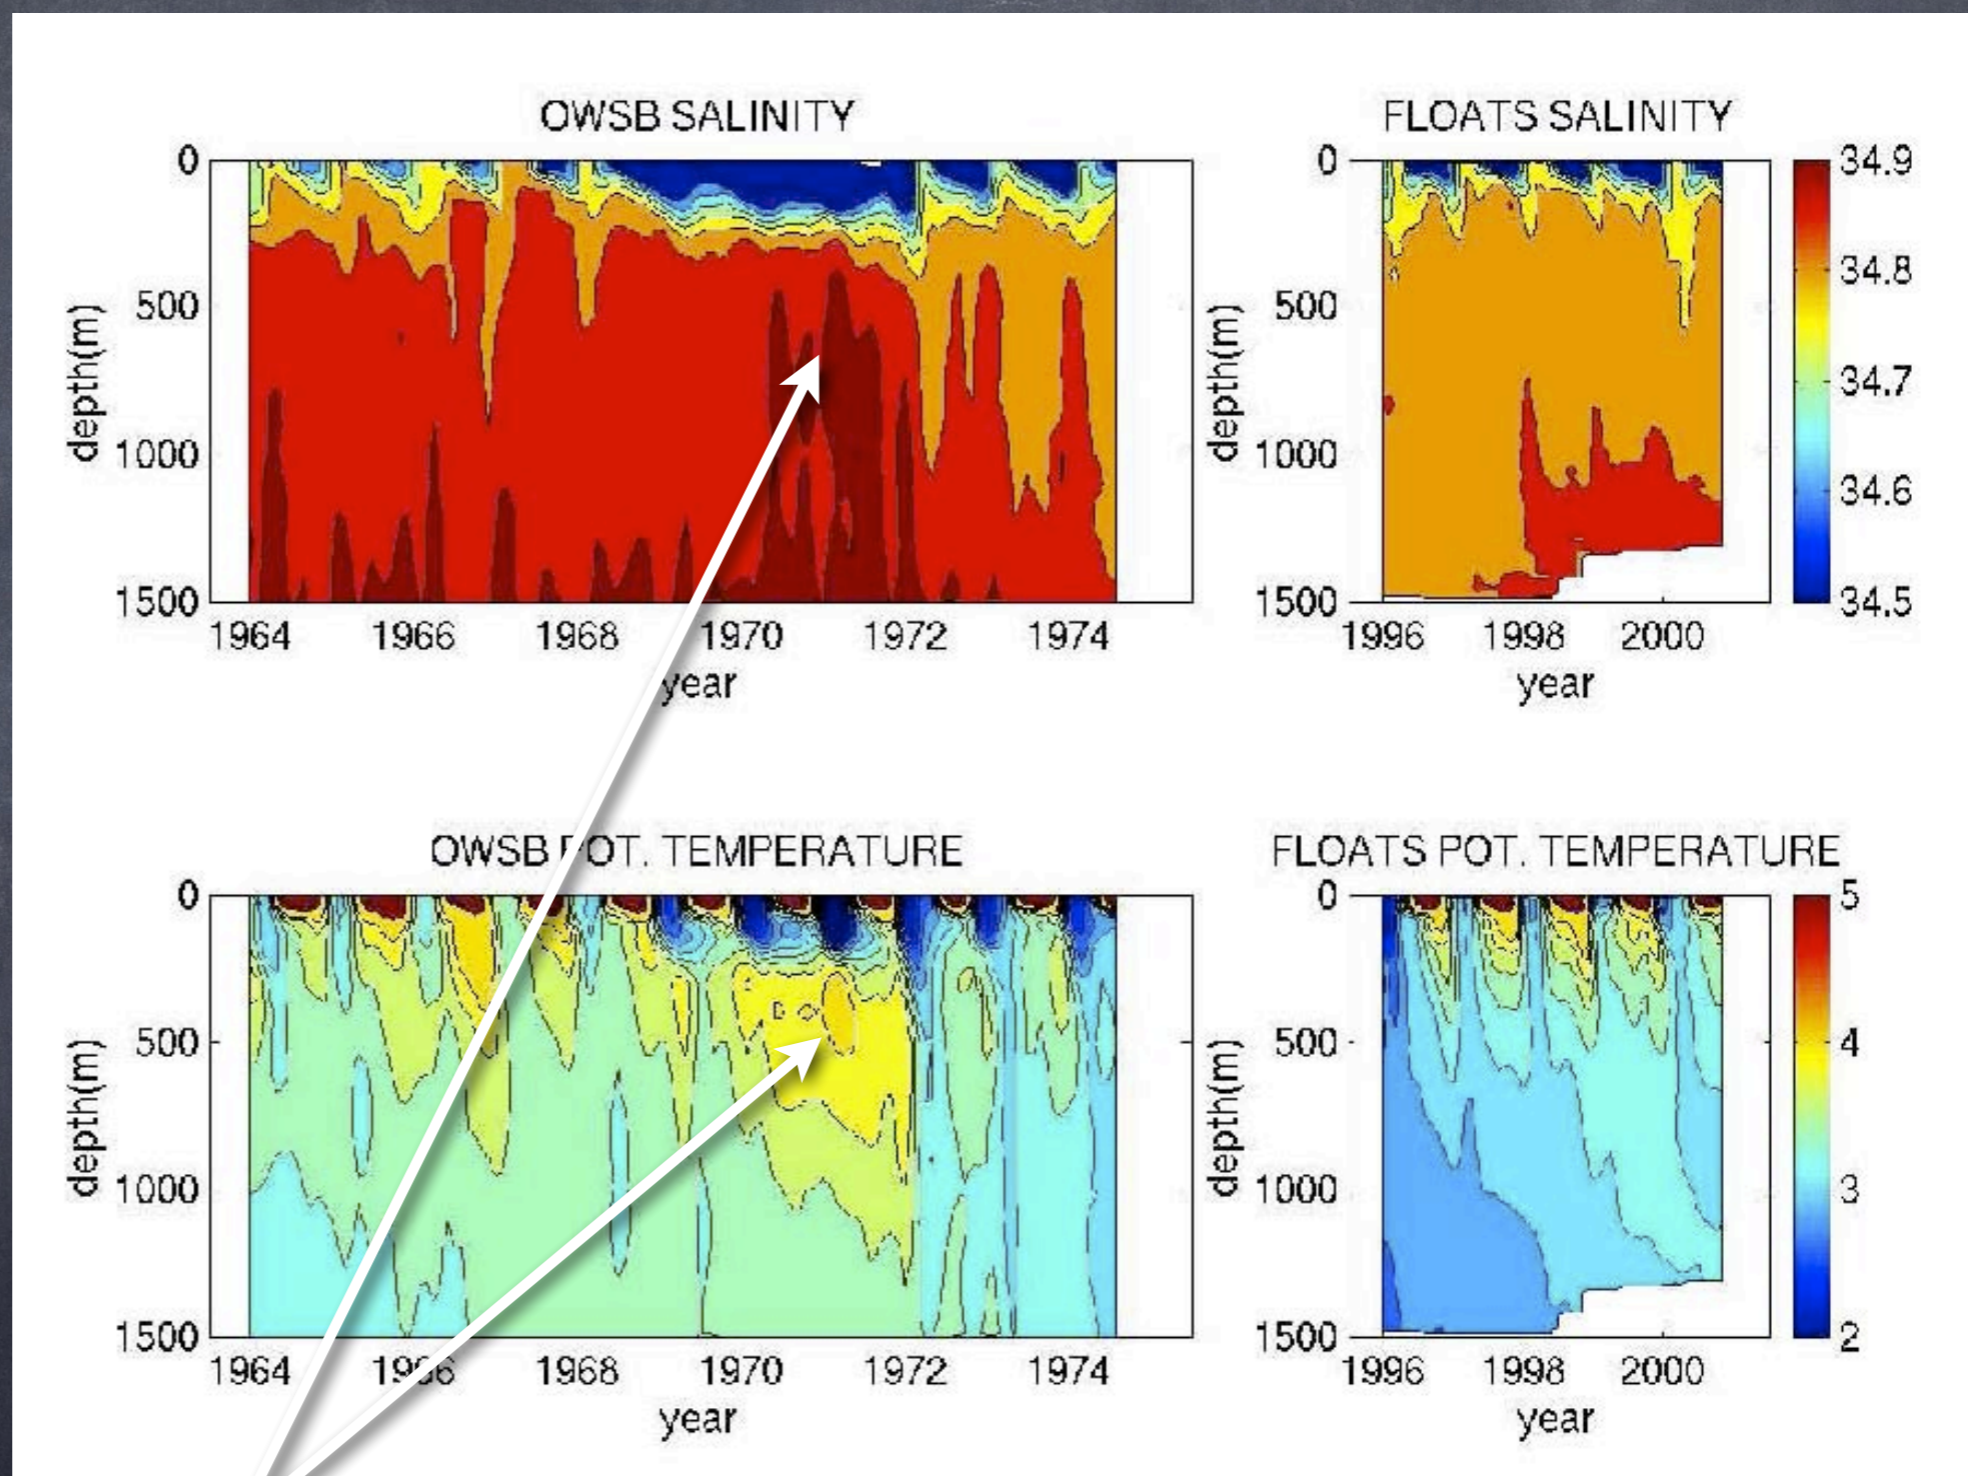 OWSB SALINITY
FLOATS SALINITY
0
500
1000
1500
depth(m)
1964 1966 1968 1970 1972 1974
year
0
500
1000
1500
depth(m)
1996 1998 2000
year
34.9
34.8
34.7
34.6
34.5
OWSB POT. TEMPERATURE
FLOATS POT. TEMPERATURE
0
500
1000
1500
depth(m)
1964 1966 1968 1970 1972 1974
year
0
500
1000
1500
depth(m)
1996 1998 2000
year
5
4
3
2